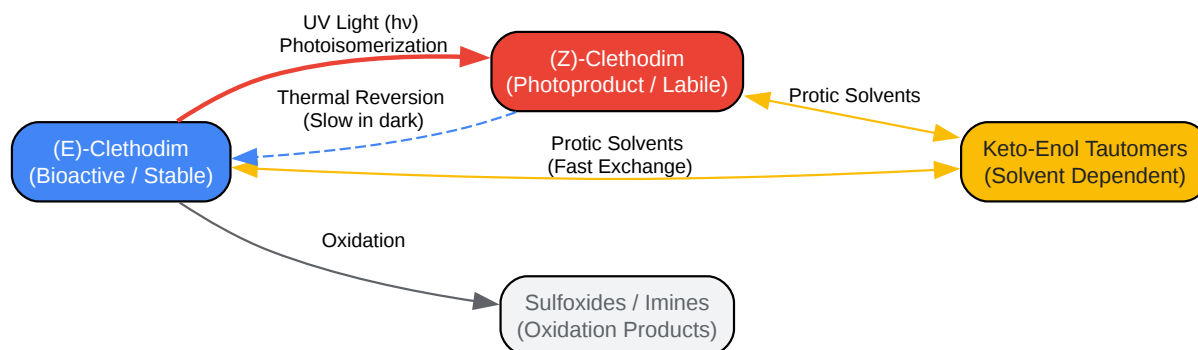 UV Light (hν)
Photoisomerization
(Z)-Clethodim
(Photoproduct / Labile)
Thermal Reversion
(Slow in dark)
Protic Solvents
(E)-Clethodim
(Bioactive / Stable)
Protic Solvents
(Fast Exchange)
Keto-Enol Tautomers
(Solvent Dependent)
Oxidation
Sulfoxides / Imines
(Oxidation Products)